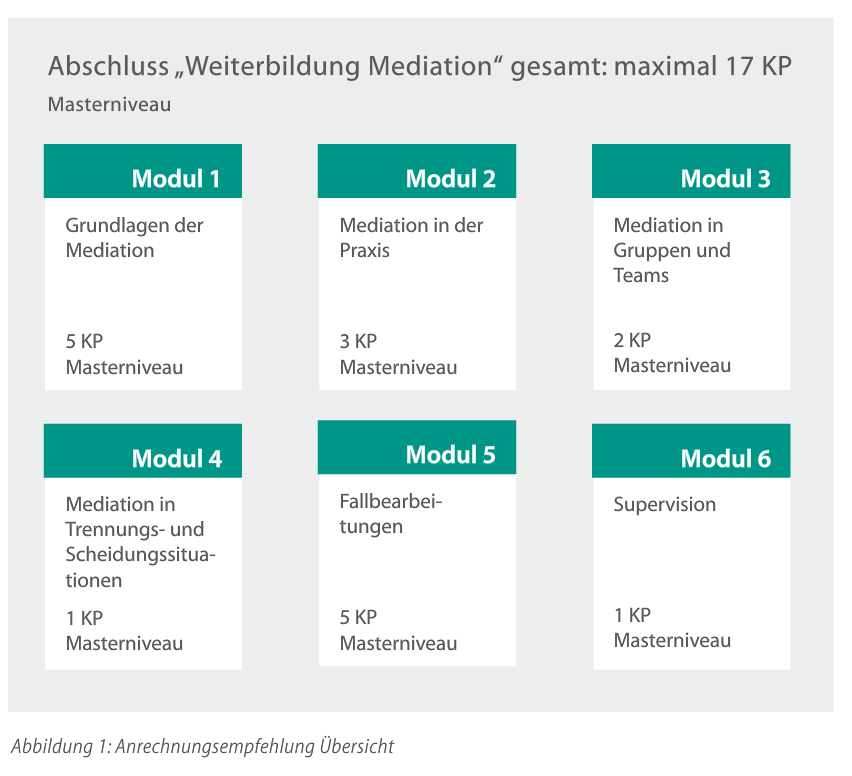 Abschluss „Weiterbildung Mediation“ gesamt: maximal 17 KP
Masterniveau
Modul 1
Grundlagen der
Mediation
5 KP
Masterniveau
Modul 2
Mediation in der
Praxis
3 KP
Masterniveau
Modul 3
Mediation in
Gruppen und
Teams
2 KP
Masterniveau
Modul 4
Mediation in
Trennungs- und
Scheidungssitua-
tionen
1 KP
Masterniveau
Modul 5
Fallbearbei-
tungen
5 KP
Masterniveau
Modul 6
Supervision
1 KP
Masterniveau
Abbildung 1: Anrechnungsempfehlung Übersicht